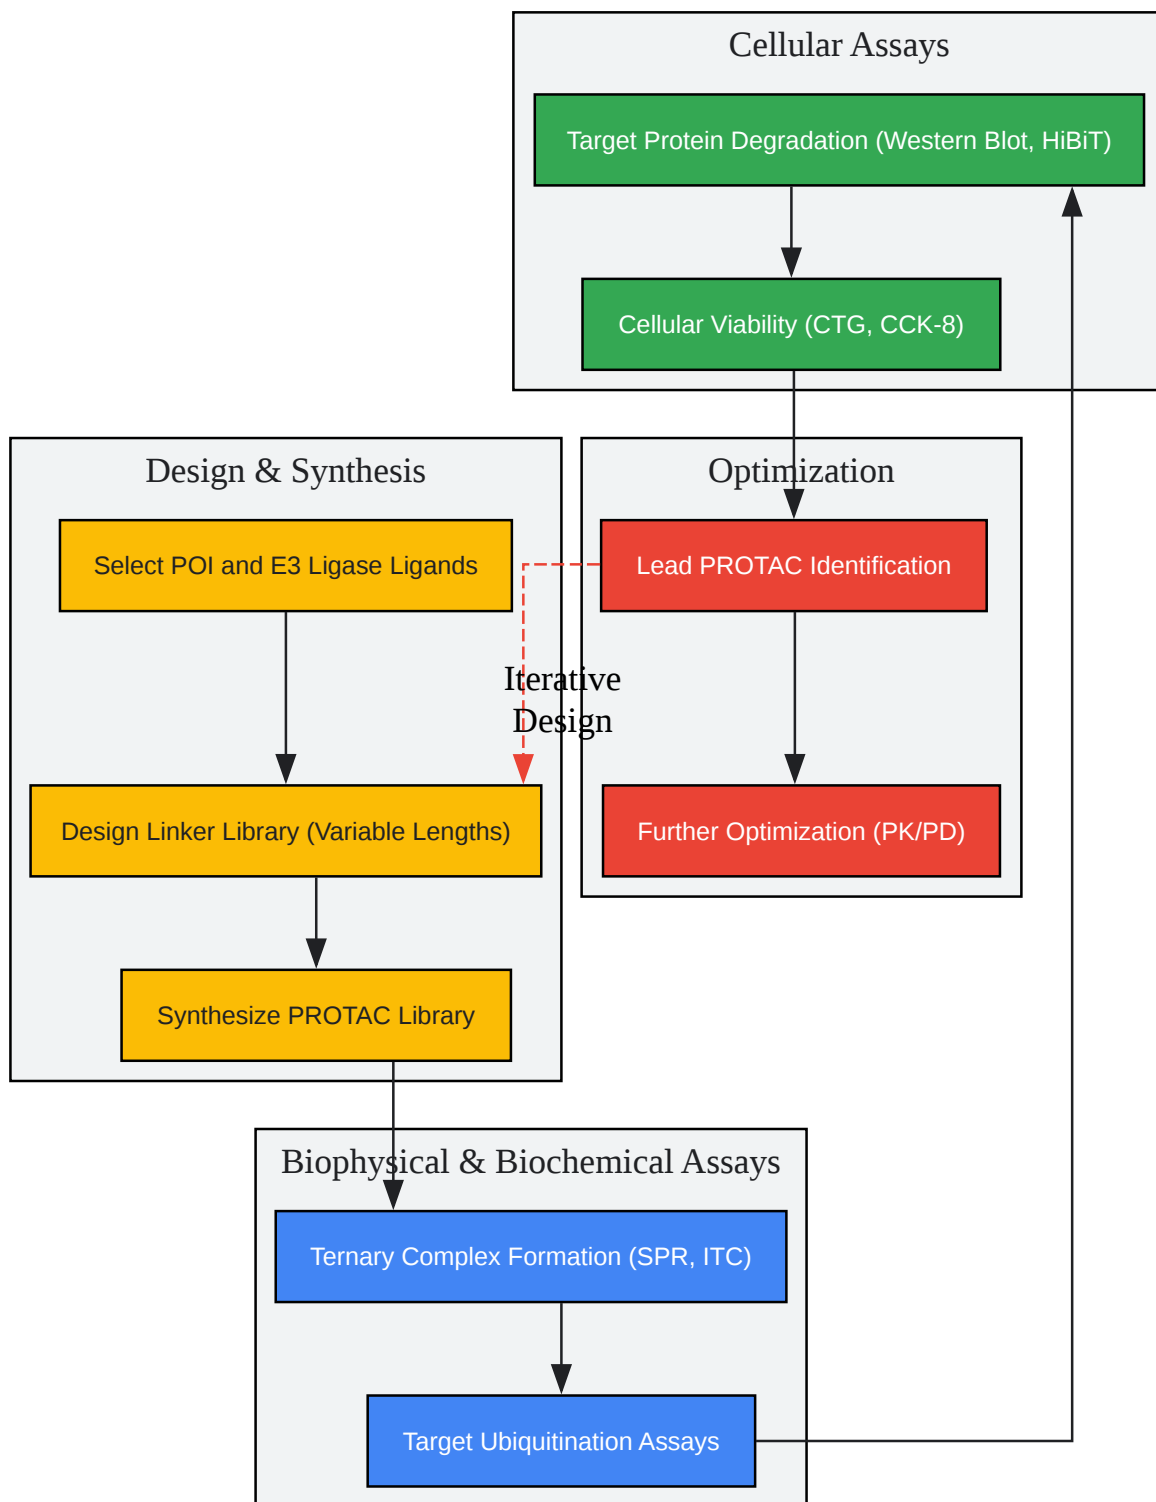 Cellular Assays
Target Protein Degradation (Western Blot, HiBiT)
Cellular Viability (CTG, CCK-8)
Design & Synthesis
Select POI and E3 Ligase Ligands
Design Linker Library (Variable Lengths)
Synthesize PROTAC Library
Iterative
Design
Optimization
Lead PROTAC Identification
Further Optimization (PK/PD)
Biophysical & Biochemical Assays
Ternary Complex Formation (SPR, ITC)
Target Ubiquitination Assays